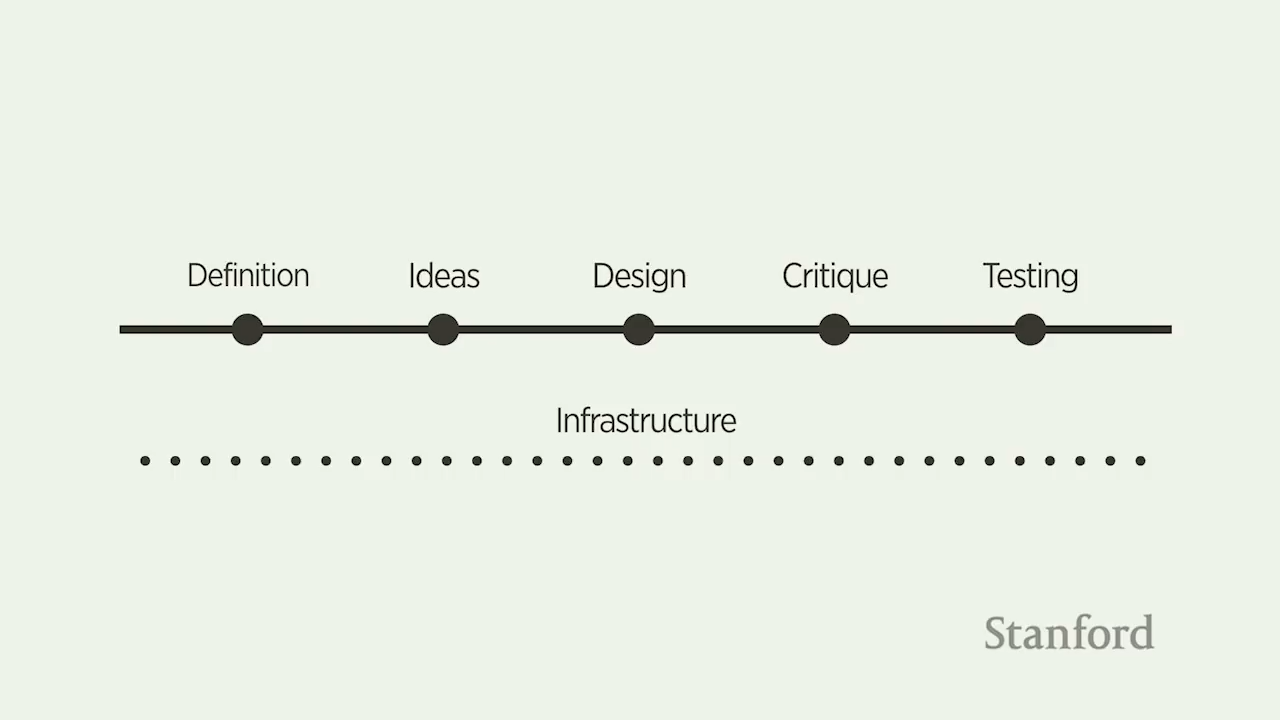 Definition Ideas Design Critique Testing
Infrastructure
Stanford